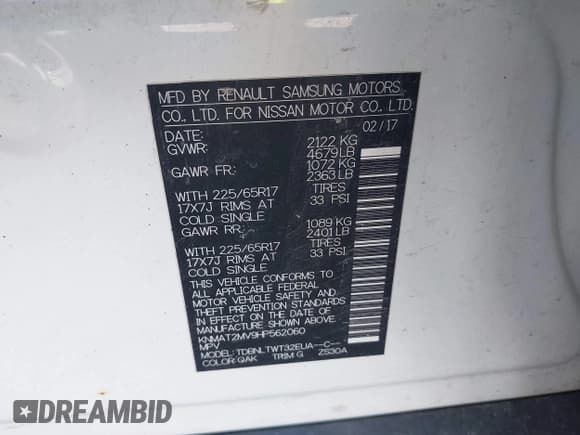 MFD BY RENAULT SAMSUNG MOTORS
CO., LTD. FOR NISSAN MOTOR CO., LTD.
DATE: 02/17
GVWR: 2122 KG
4679 LB
GAWR FR: 1072 KG
2363 LB
WITH 225/65R17 TIRES
17X7J RIMS AT 33 PSI
COLD SINGLE
GAWR RR: 1089 KG
2401 LB
WITH 225/65R17 TIRES
17X7J RIMS AT 33 PSI
COLD SINGLE
THIS VEHICLE CONFORMS TO
ALL APPLICABLE FEDERAL
MOTOR VEHICLE SAFETY AND
THEFT PREVENTION STANDARDS
IN EFFECT ON THE DATE OF
MANUFACTURE SHOWN ABOVE.
KNMAT2MV9HP562060
MPV
MODEL: TDBNLTWT32EUA--C--
COLOR: QAK TRIM G ZS30A
DREAMBID